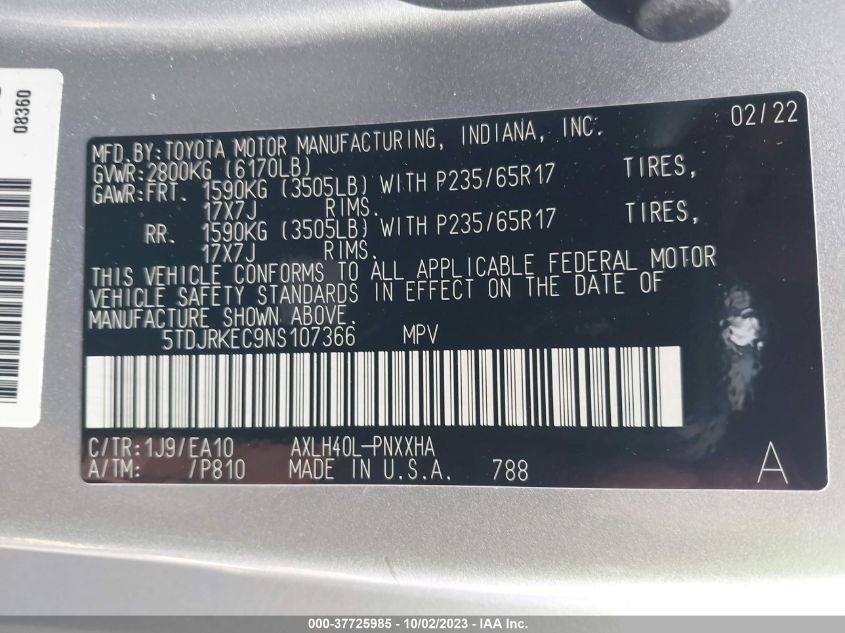 08360
02/22
MFD.BY:TOYOTA MOTOR MANUFACTURING, INDIANA, INC.
GVWR:2800KG (6170LB)
GAWR:FRT. 1590KG (3505LB) WITH P235/65R17 TIRES,
17X7J RIMS.
RR. 1590KG (3505LB) WITH P235/65R17 TIRES,
17X7J RIMS.
THIS VEHICLE CONFORMS TO ALL APPLICABLE FEDERAL MOTOR
VEHICLE SAFETY STANDARDS IN EFFECT ON THE DATE OF
MANUFACTURE SHOWN ABOVE.
5TDJRKEC9NS107366 MPV
C/TR:1J9/EA10 AXLH40L-PNXXHA
A/TM: /P810 MADE IN U.S.A. 788
A
000-37725985 - 10/02/2023 - IAA Inc.